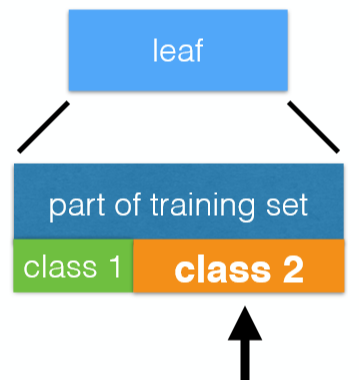 leaf
part of training set
class 1 class 2